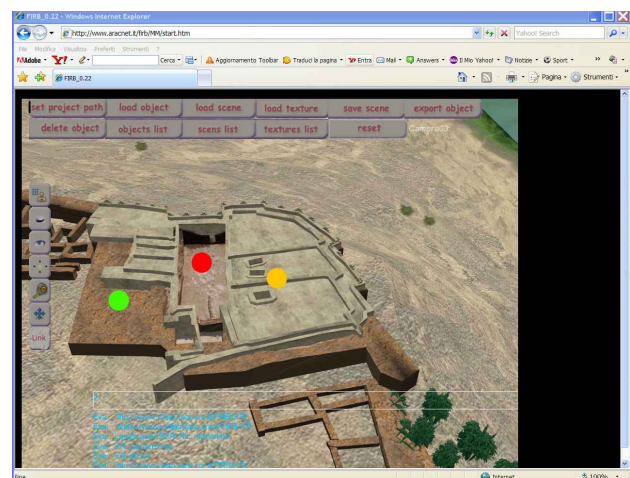 FIRB_0.22 - Windows Internet Explorer
http://www.aracnet.it/firb/MM/start.htm
Yahoo! Search
File Modifica Visualizza Preferiti Strumenti ?
Adobe Y! Cerca Aggiornamento Toolbar Traduci la pagina Entra Mail Answers Il Mio Yahoo! Notizie Sport
FIRB_0.22 Pagina Strumenti
set project path load object load scene load texture save scene export object
delete object objects list scens list textures list reset
Link
Fine Internet 100%